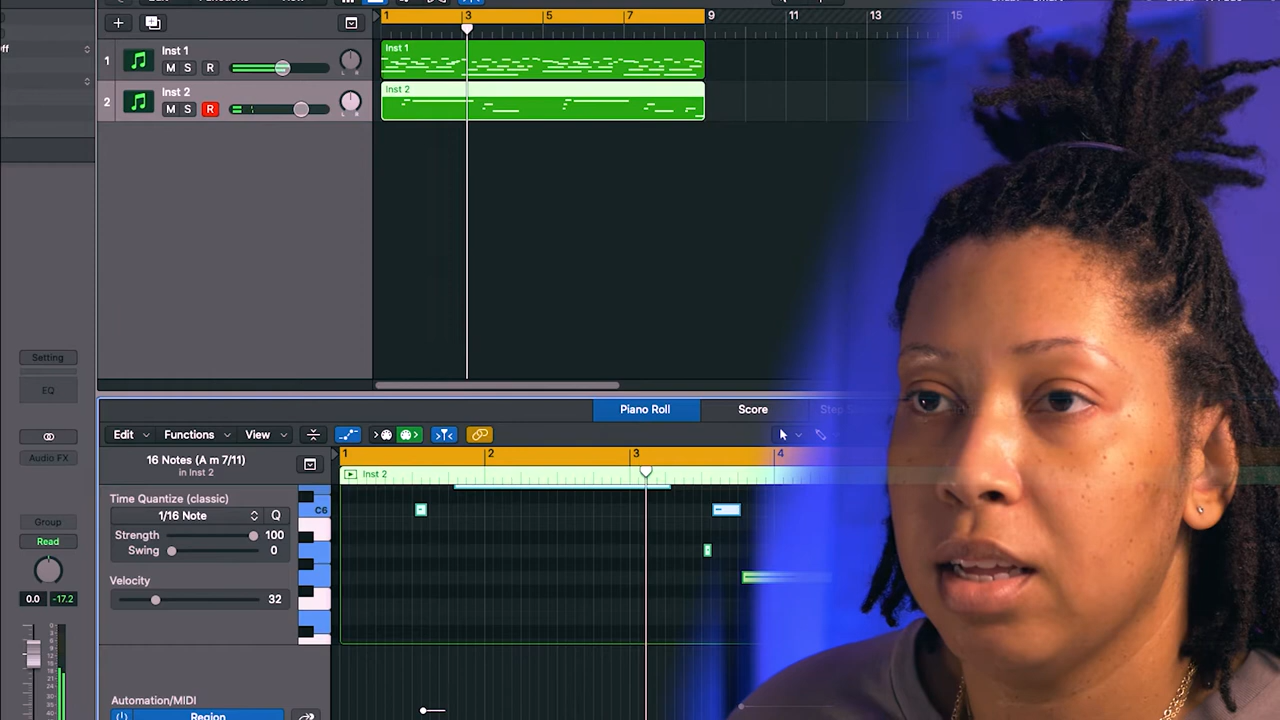 1 3 5 7 9 11 13 15
1 Inst 1
M S R
L R
Inst 1
2 Inst 2
M S R
L R
Inst 2
Setting
EQ
Audio FX
Group
Read
0.0 -17.2
Piano Roll Score
Edit Functions View
16 Notes (A m 7/11)
in Inst 2
1 2 3 4
Inst 2
Time Quantize (classic)
1/16 Note Q
Strength 100
Swing 0
Velocity
32
C6
Automation/MIDI
Region